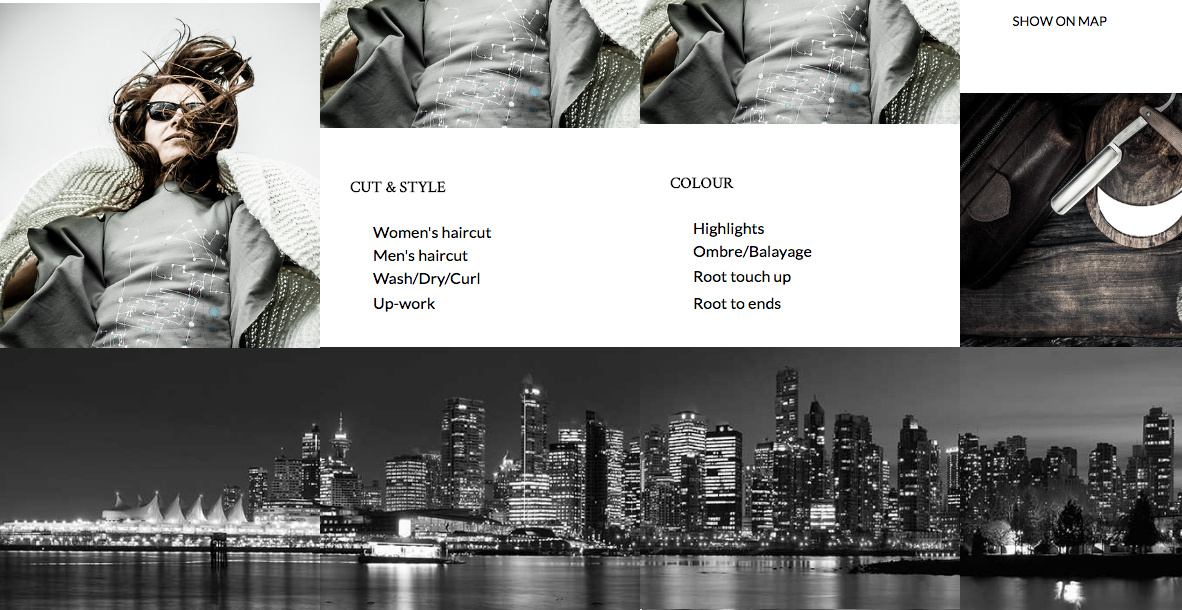 SHOW ON MAP
CUT & STYLE
Women's haircut
Men's haircut
Wash/Dry/Curl
Up-work
COLOUR
Highlights
Ombre/Balayage
Root touch up
Root to ends